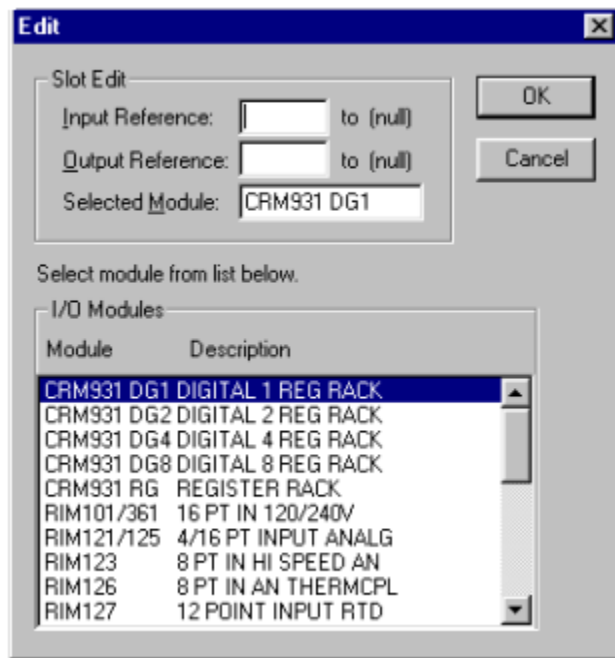 Edit
Slot Edit
Input Reference: to (null)
Output Reference: to (null)
Selected Module: CRM931 DG1
OK
Cancel
Select module from list below.
I/O Modules
Module Description
CRM931 DG1 DIGITAL 1 REG RACK
CRM931 DG2 DIGITAL 2 REG RACK
CRM931 DG4 DIGITAL 4 REG RACK
CRM931 DG8 DIGITAL 8 REG RACK
CRM931 RG REGISTER RACK
RIM101/361 16 PT IN 120/240V
RIM121/125 4/16 PT INPUT ANALG
RIM123 8 PT IN HI SPEED AN
RIM126 8 PT IN AN THERMCPL
RIM127 12 POINT INPUT RTD